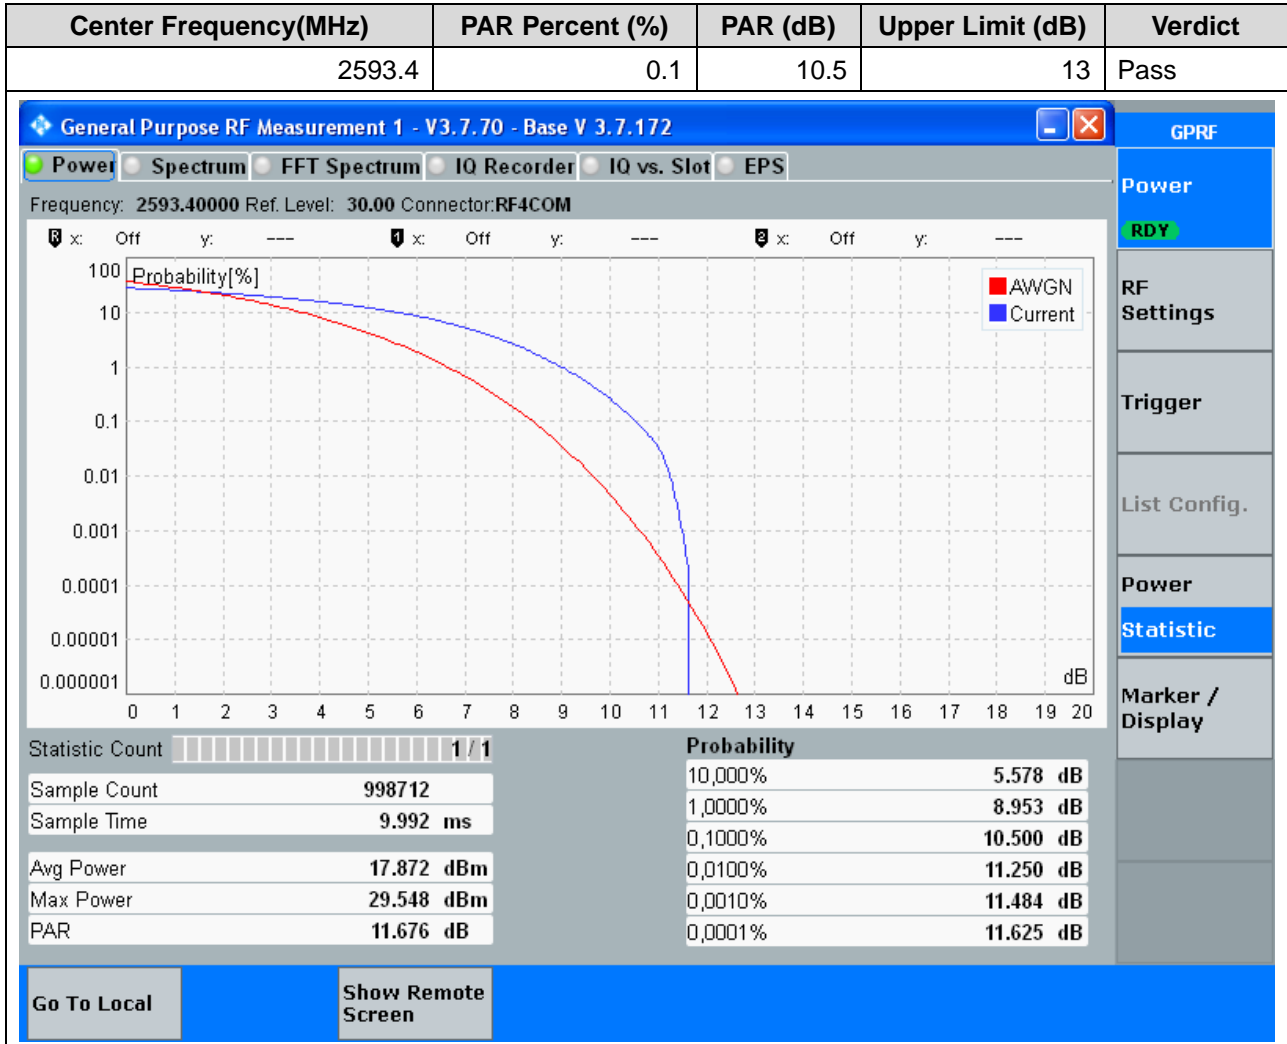 Center Frequency(MHz) PAR Percent (%) PAR (dB) Upper Limit (dB) Verdict
2593.4 0.1 10.5 13 Pass
General Purpose RF Measurement 1 - V3.7.70 - Base V 3.7.172
GPRF
Power Spectrum FFT Spectrum IQ Recorder IQ vs. Slot EPS
Power
RDY
Frequency: 2593.40000 Ref. Level: 30.00 Connector:RF4COM
R x: Off y: --- 1 x: Off y: --- 2 x: Off y: ---
Probability[%]
AWGN
Current
100
10
1
0.1
0.01
0.001
0.0001
0.00001
0.000001
dB
0 1 2 3 4 5 6 7 8 9 10 11 12 13 14 15 16 17 18 19 20
RF
Settings
Trigger
List Config.
Power
Statistic
Marker /
Display
Statistic Count 1 / 1
Sample Count 998712
Sample Time 9.992 ms
Avg Power 17.872 dBm
Max Power 29.548 dBm
PAR 11.676 dB
Probability
10,000% 5.578 dB
1,0000% 8.953 dB
0,1000% 10.500 dB
0,0100% 11.250 dB
0,0010% 11.484 dB
0,0001% 11.625 dB
Go To Local
Show Remote
Screen